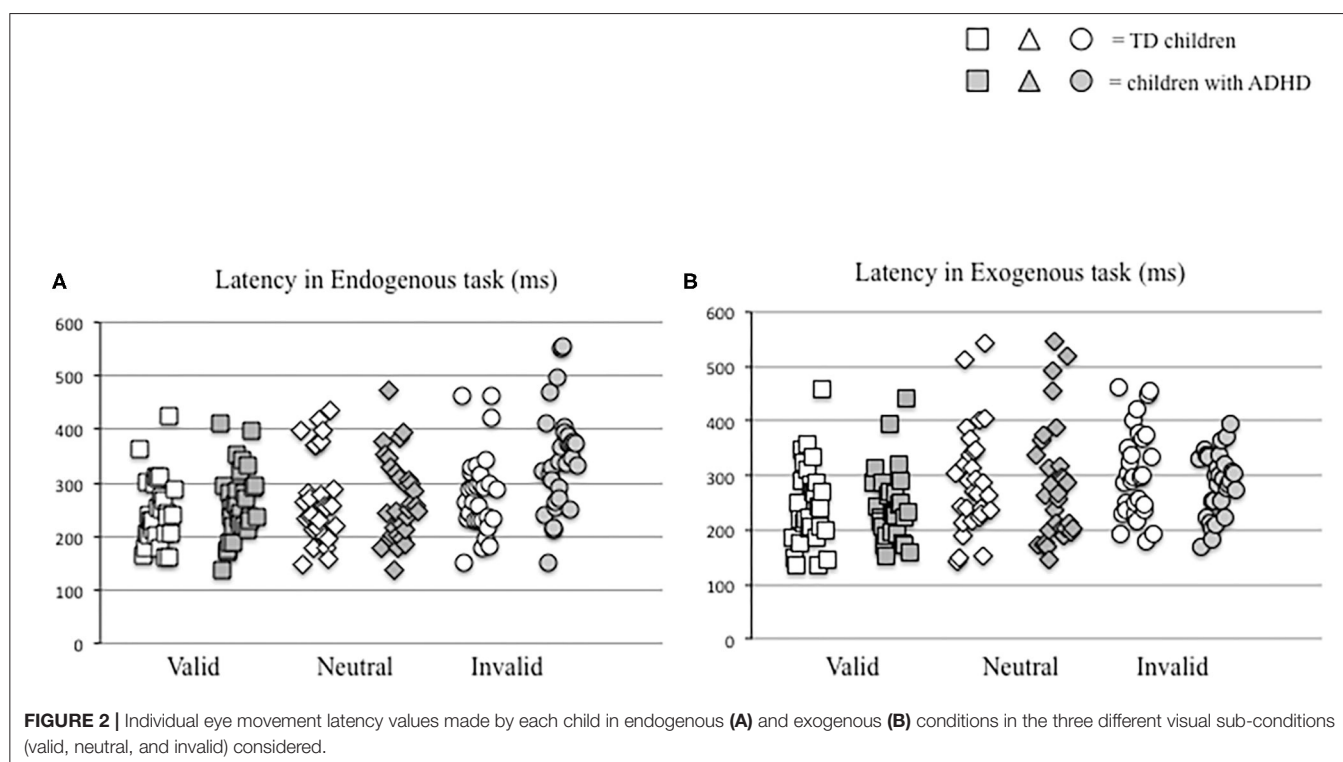 = TD children
= children with ADHD
A
Latency in Endogenous task (ms)
600
500
400
300
200
100
0
Valid
Neutral
Invalid
B
Latency in Exogenous task (ms)
600
500
400
300
200
100
0
Valid
Neutral
Invalid
FIGURE 2 | Individual eye movement latency values made by each child in endogenous (A) and exogenous (B) conditions in the three different visual sub-conditions
(valid, neutral, and invalid) considered.